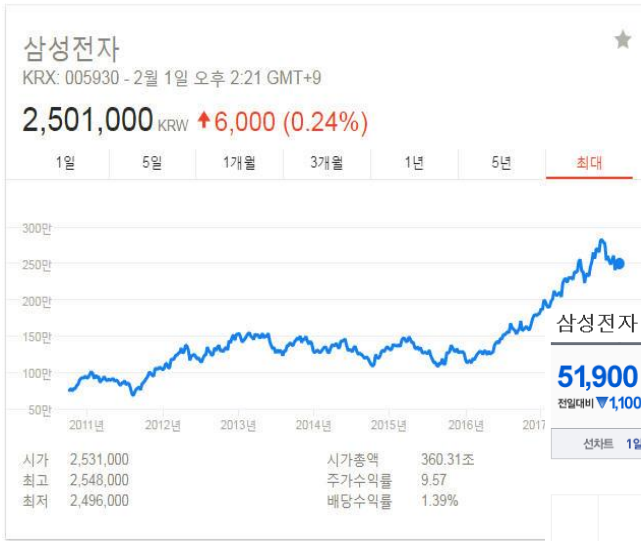 삼성전자
KRX: 005930 - 2월 1일 오후 2:21 GMT+9
2,501,000 KRW ↑6,000 (0.24%)
1일 5일 1개월 3개월 1년 5년 최대
300만
250만
200만
150만
100만
50만
2011년 2012년 2013년 2014년 2015년 2016년 2017
시가 2,531,000 시가총액 360.31조
최고 2,548,000 주가수익률 9.57
최저 2,496,000 배당수익률 1.39%
삼성전자
51,900
전일대비 ▼1,100
선차트 1일